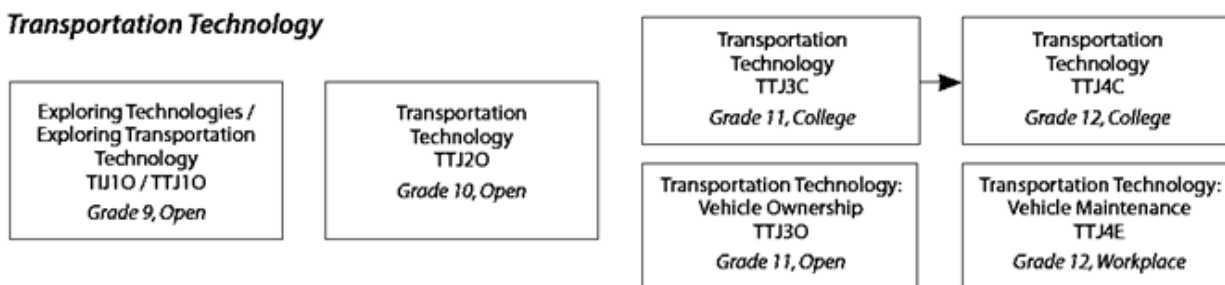 Transportation Technology
Exploring Technologies /
Exploring Transportation
Technology
TIJ1O / TTJ1O
Grade 9, Open
Transportation
Technology
TTJ2O
Grade 10, Open
Transportation
Technology
TTJ3C
Grade 11, College
Transportation
Technology
TTJ4C
Grade 12, College
Transportation Technology:
Vehicle Ownership
TTJ3O
Grade 11, Open
Transportation Technology:
Vehicle Maintenance
TTJ4E
Grade 12, Workplace